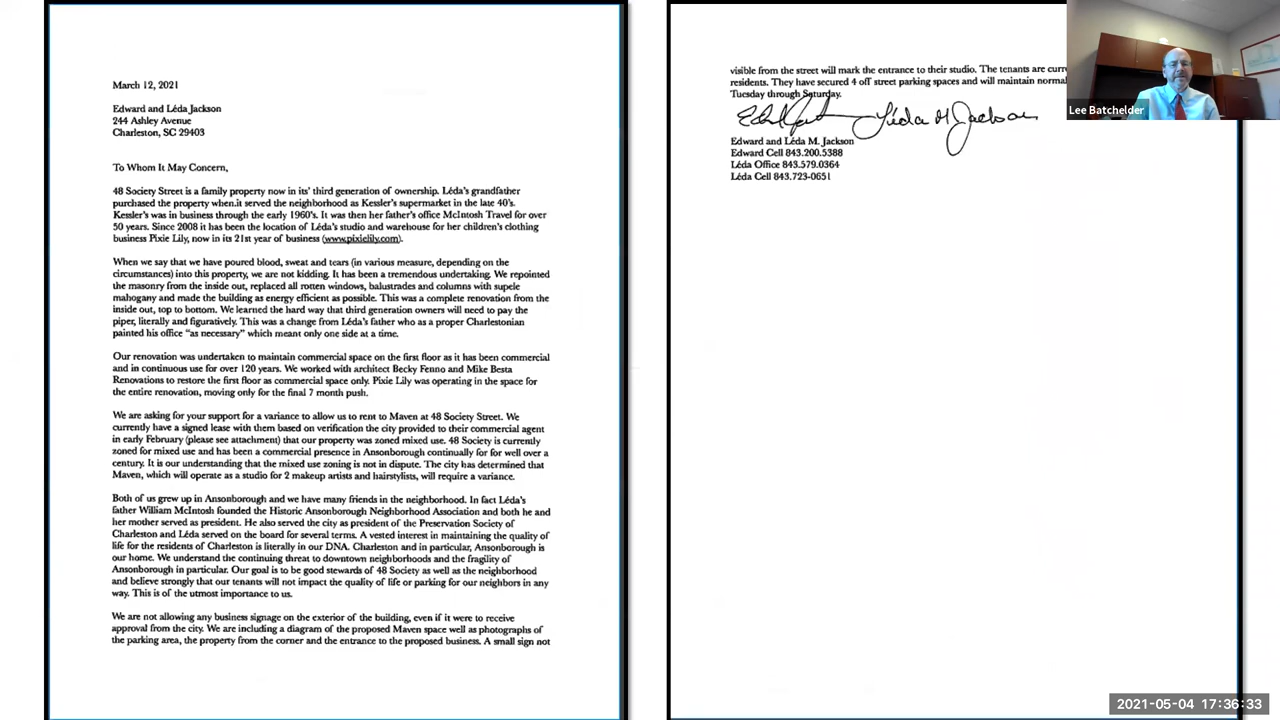 March 12, 2021
Edward and Léda Jackson
244 Ashley Avenue
Charleston, SC 29403
To Whom It May Concern,
48 Society Street is a family property now in its' third generation of ownership. Léda's grandfather
purchased the property when.it served the neighborhood as Kessler's supermarket in the late 40's.
Kessler's was in business through the early 1960's. It was then her father's office McIntosh Travel for over
50 years. Since 2008 it has been the location of Léda's studio and warehouse for her children's clothing
business Pixie Lily, now in its 21st year of business (www.pixielily.com).
When we say that we have poured blood, sweat and tears (in various measure, depending on the
circumstances) into this property, we are not kidding. It has been a tremendous undertaking. We repointed
the masonry from the inside out, replaced all rotten windows, balustrades and columns with supele
mahogany and made the building as energy efficient as possible. This was a complete renovation from the
inside out, top to bottom. We learned the hard way that third generation owners will need to pay the
piper, literally and figuratively. This was a change from Léda's father who as a proper Charlestonian
painted his office "as necessary" which meant only one side at a time.
Our renovation was undertaken to maintain commercial space on the first floor as it has been commercial
and in continuous use for over 120 years. We worked with architect Becky Fenno and Mike Besta
Renovations to restore the first floor as commercial space only. Pixie Lily was operating in the space for
the entire renovation, moving only for the final 7 month push.
We are asking for your support for a variance to allow us to rent to Maven at 48 Society Street. We
currently have a signed lease with them based on verification the city provided to their commercial agent
in early February (please see attachment) that our property was zoned mixed use. 48 Society is currently
zoned for mixed use and has been a commercial presence in Ansonborough continually for for well over a
century. It is our understanding that the mixed use zoning is not in dispute. The city has determined that
Maven, which will operate as a studio for 2 makeup artists and hairstylists, will require a variance.
Both of us grew up in Ansonborough and we have many friends in the neighborhood. In fact Léda's
father William McIntosh founded the Historic Ansonborough Neighborhood Association and both he and
her mother served as president. He also served the city as president of the Preservation Society of
Charleston and Léda served on the board for several terms. A vested interest in maintaining the quality of
life for the residents of Charleston is literally in our DNA. Charleston and in particular, Ansonborough is
our home. We understand the continuing threat to downtown neighborhoods and the fragility of
Ansonborough in particular. Our goal is to be good stewards of 48 Society as well as the neighborhood
and believe strongly that our tenants will not impact the quality of life or parking for our neighbors in any
way. This is of the utmost importance to us.
We are not allowing any business signage on the exterior of the building, even if it were to receive
approval from the city. We are including a diagram of the proposed Maven space well as photographs of
the parking area, the property from the corner and the entrance to the proposed business. A small sign not
visible from the street will mark the entrance to their studio. The tenants are
residents. They have secured 4 off street parking spaces and will maintain
Tuesday through Saturday.
Léda M Jackson
Edward and Léda M. Jackson
Edward Cell 843.200.5388
Léda Office 843.579.0364
Léda Cell 843.723-0651
Lee Batchelder
2021-05-04 17:36:33